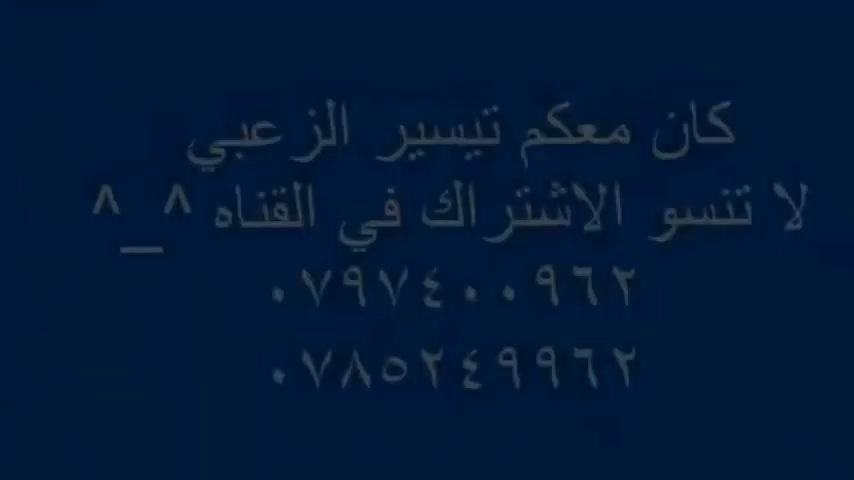 كان معكم تيسير الزعبي
لا تنسو الاشتراك في القناه ^_^
٠٧٩٧٤٠٠٩٦٢
٠٧٨٥٢٤٩٩٦٢